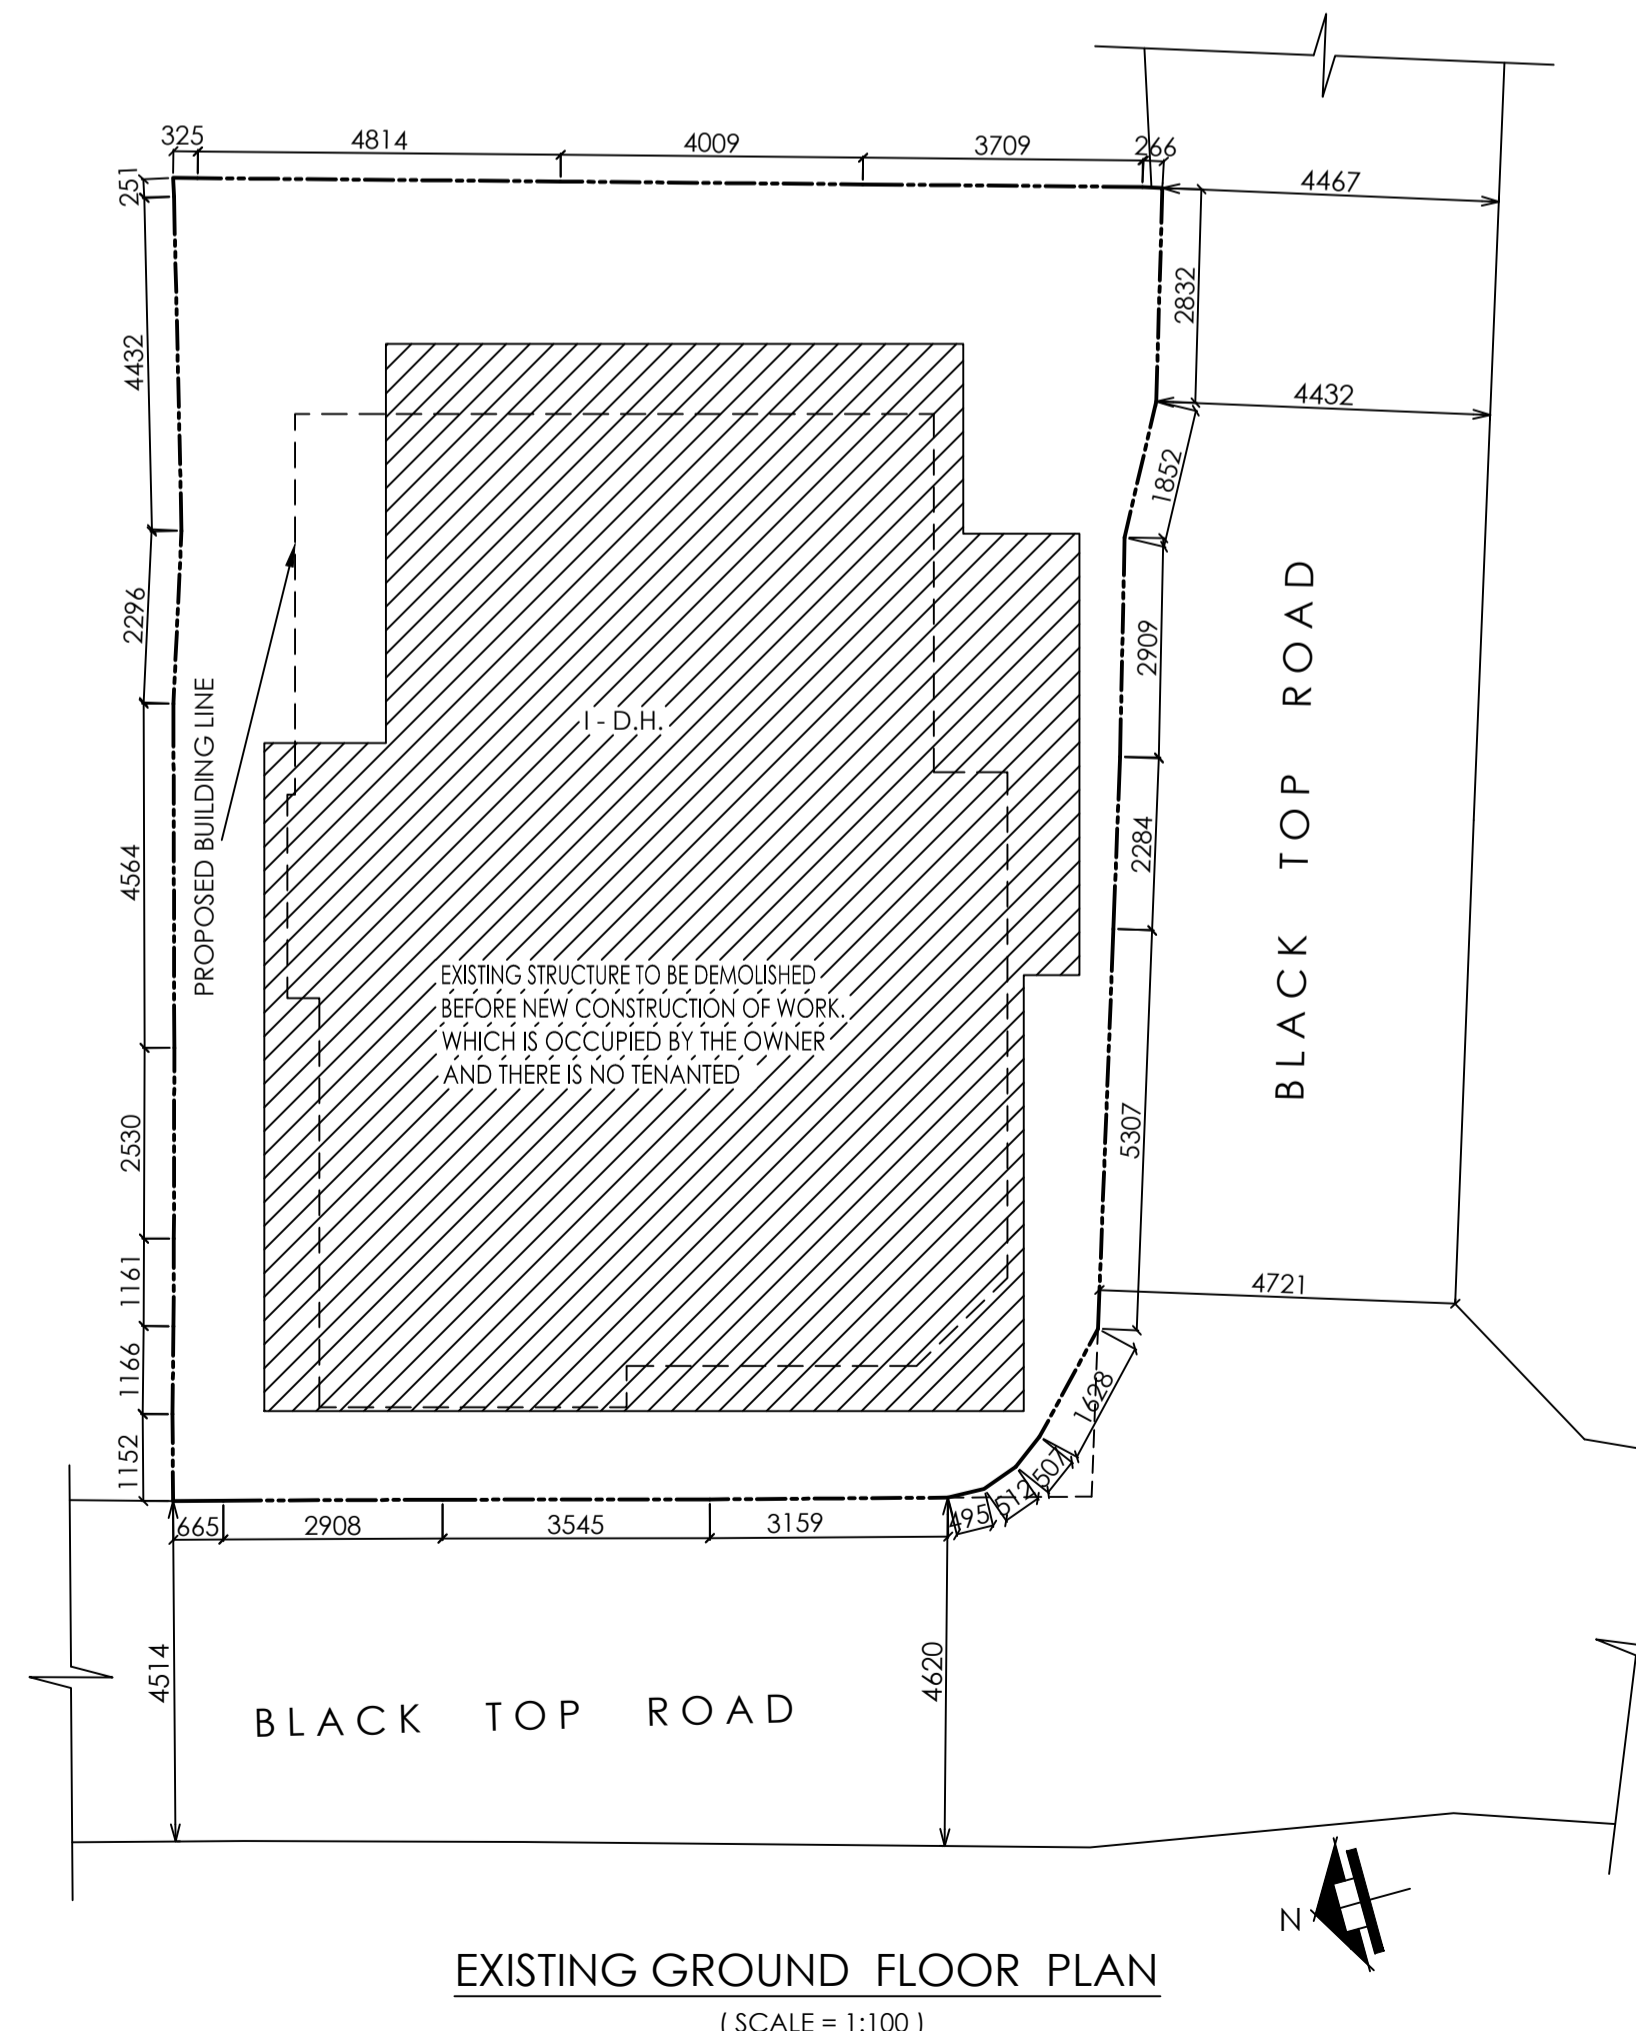 325 4814 4009 3709 266
251
4467
2832
4432
4432
1852
2296
2909
PROPOSED BUILDING LINE
I - D.H.
BLACK TOP ROAD
4564
2284
EXISTING STRUCTURE TO BE DEMOLISHED
BEFORE NEW CONSTRUCTION OF WORK.
WHICH IS OCCUPIED BY THE OWNER
AND THERE IS NO TENANTED
2530
5307
1161
4721
1166
1628
1152
507
512
495
665 2908 3545 3159
4514
4620
BLACK TOP ROAD
N
EXISTING GROUND FLOOR PLAN
( SCALE = 1:100 )